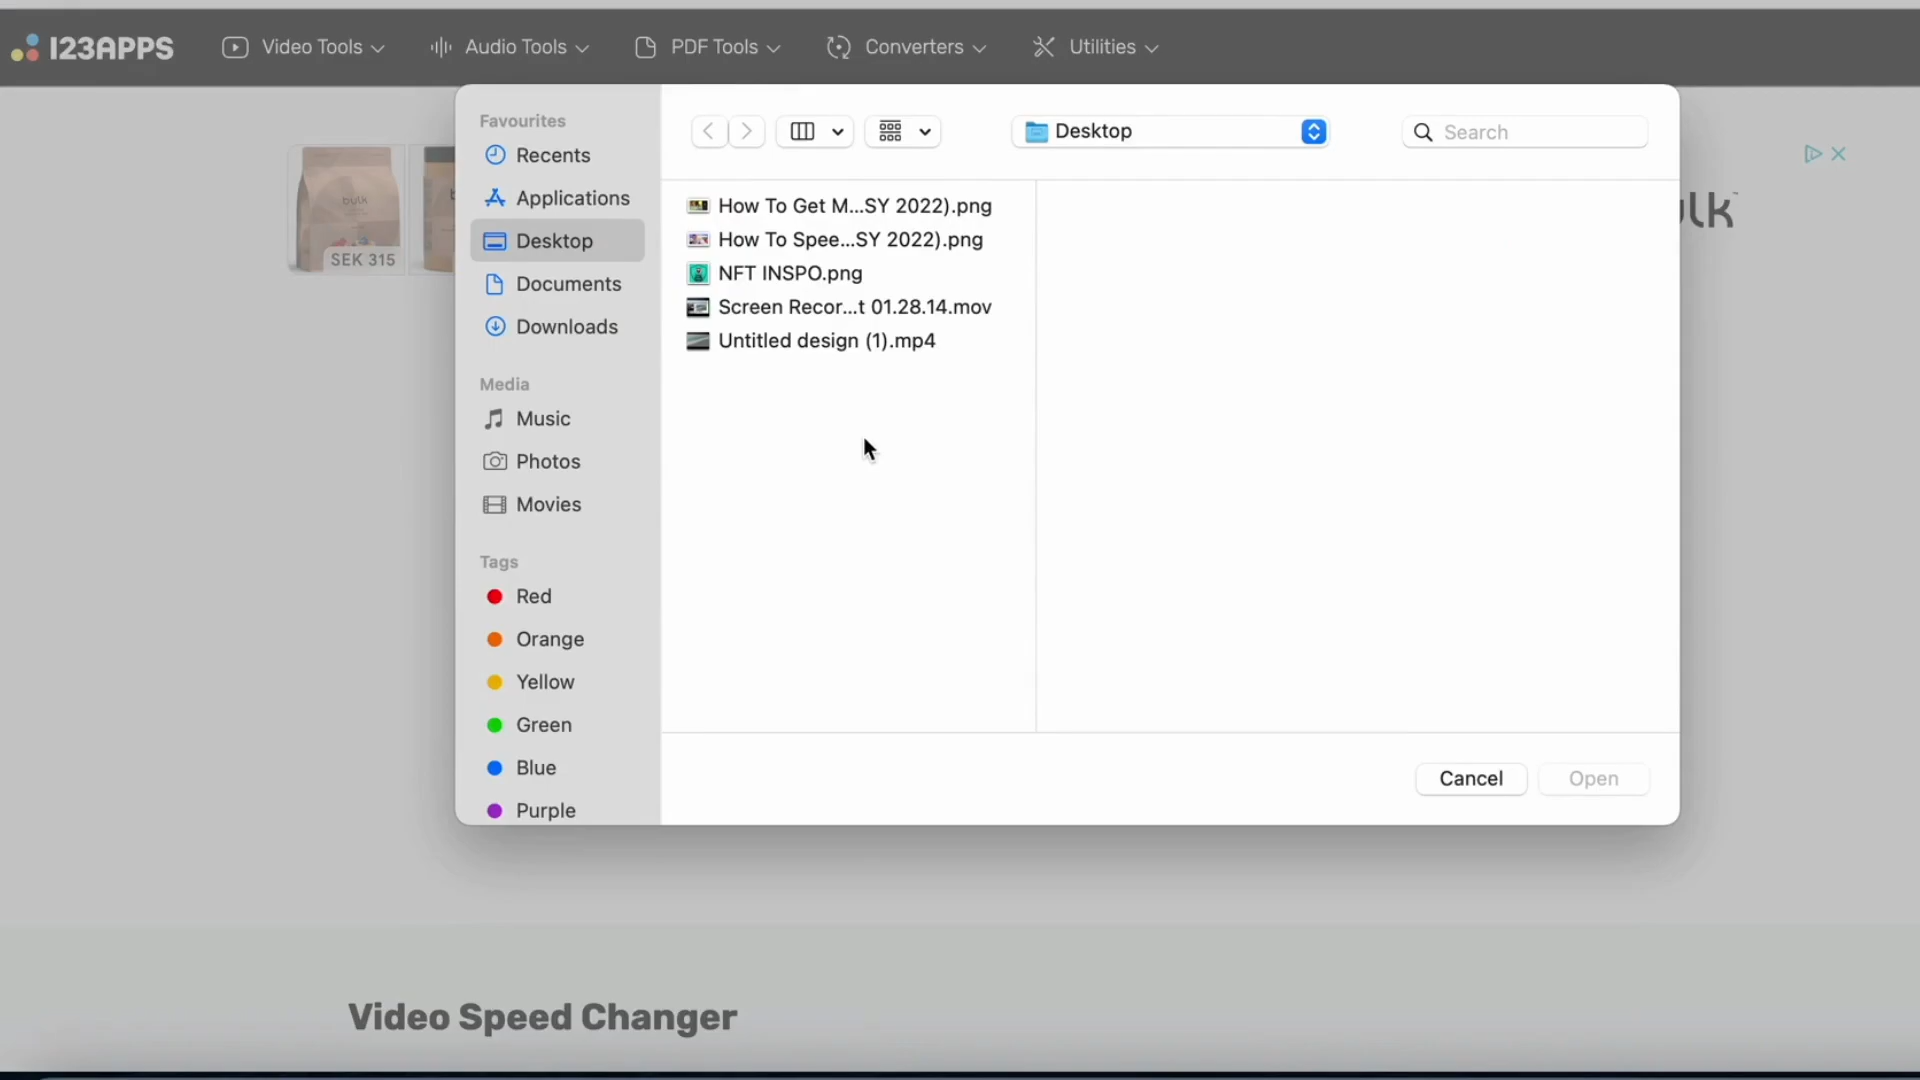 123APPS
Video Tools
Audio Tools
PDF Tools
Converters
Utilities
Favourites
Recents
Applications
Desktop
Documents
Downloads
Media
Music
Photos
Movies
Tags
Red
Orange
Yellow
Green
Blue
Purple
Desktop
Search
How To Get M...SY 2022).png
How To Spee...SY 2022).png
NFT INSPO.png
Screen Recor...t 01.28.14.mov
Untitled design (1).mp4
Cancel
Open
bulk
SEK 315
Video Speed Changer